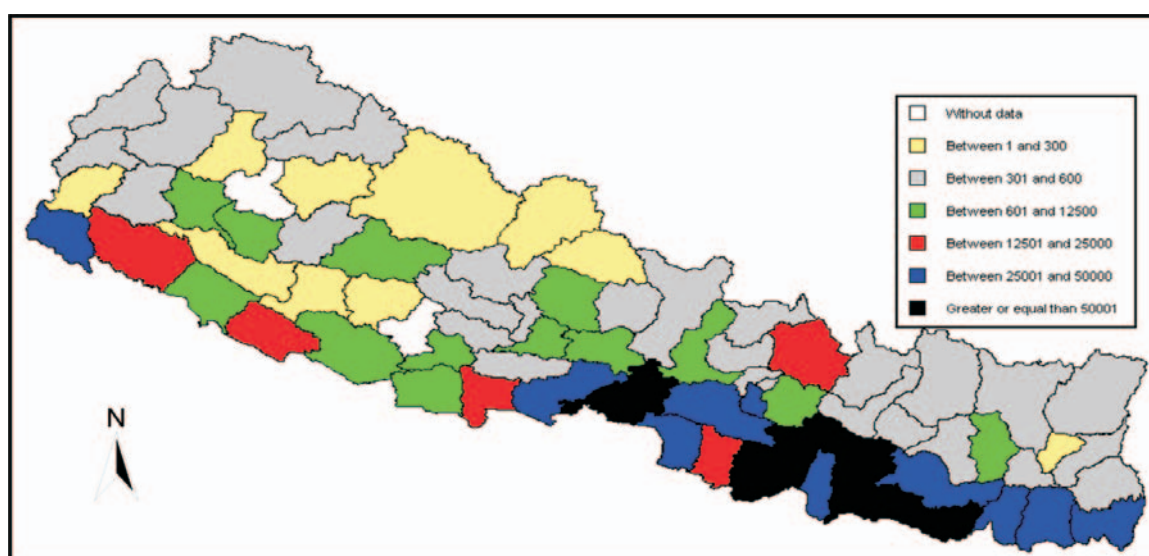 Without data
Between 1 and 300
Between 301 and 600
Between 601 and 12500
Between 12501 and 25000
Between 25001 and 50000
Greater or equal than 50001
N